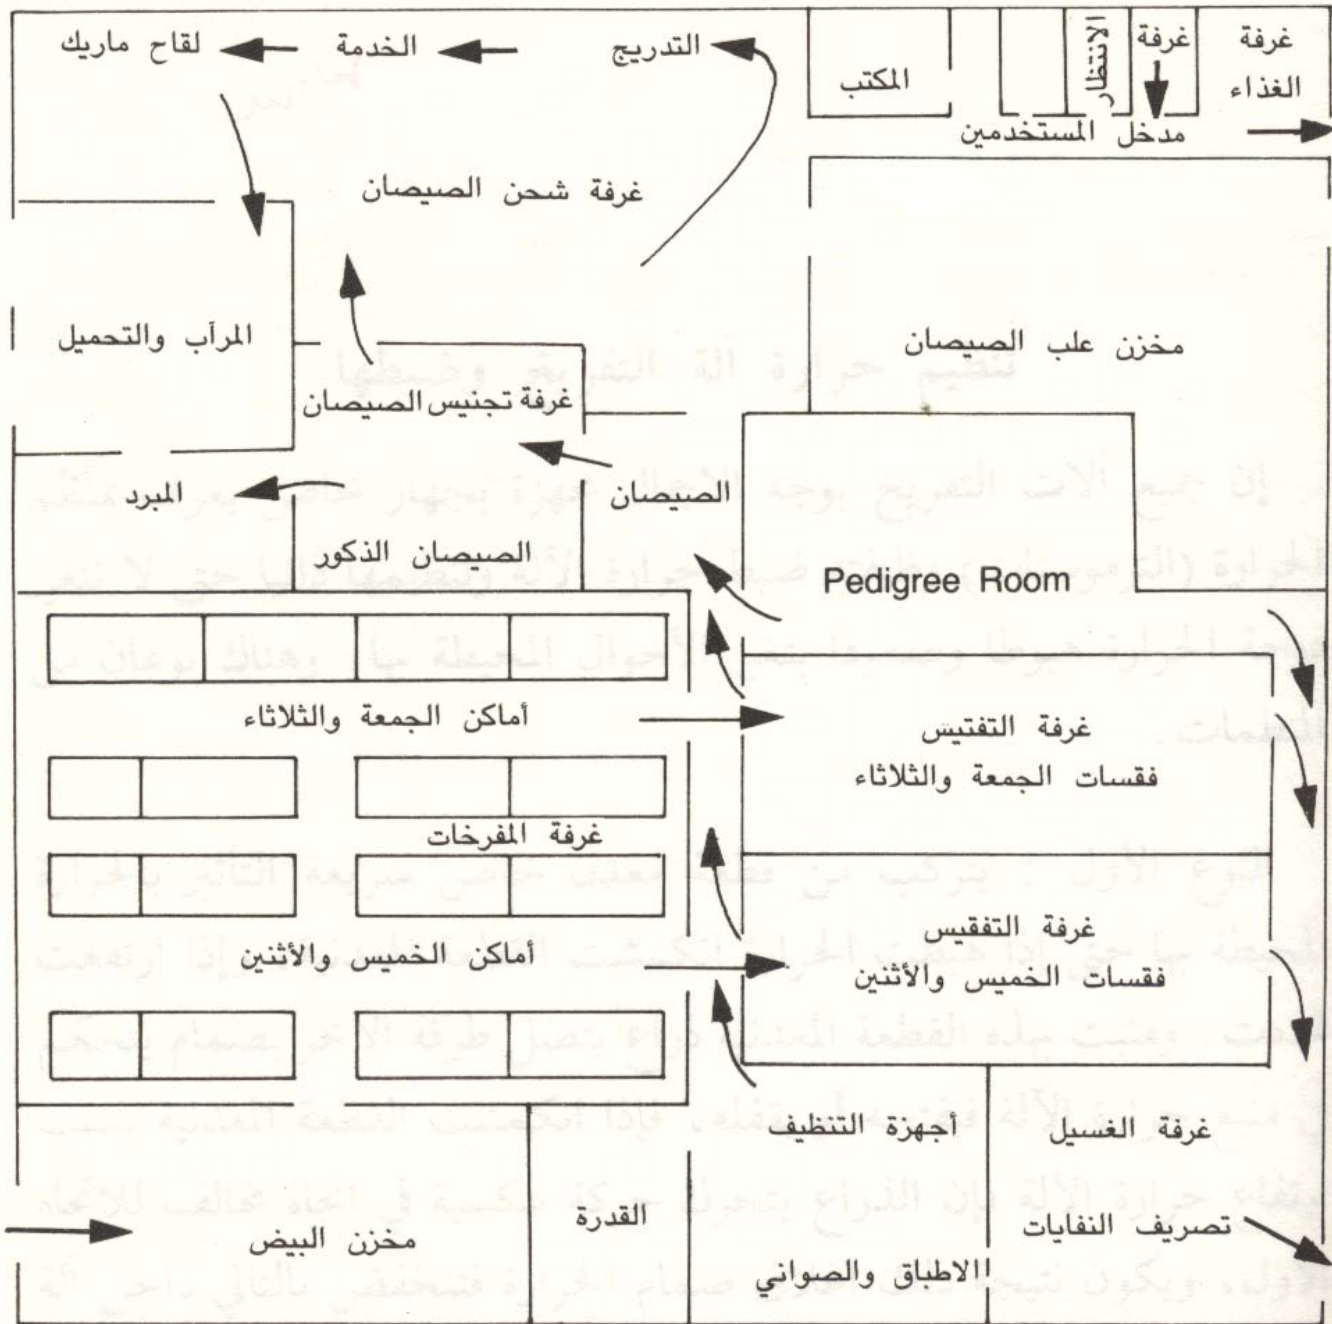 غرفة الغذاء
غرفة
الانتظار
المكتب
مدخل المستخدمين
التدريج
الخدمة
لقاح ماريك
غرفة شحن الصيصان
مخزن علب الصيصان
المرآب والتحميل
غرفة تجنيس الصيصان
الصيصان
المبرد
الصيصان الذكور
Pedigree Room
أماكن الجمعة والثلاثاء
غرفة التفتيس
فقسات الجمعة والثلاثاء
غرفة المفرخات
غرفة التفقيس
فقسات الخميس والأثنين
أماكن الخميس والأثنين
غرفة الغسيل
أجهزة التنظيف
تصريف النفايات
القدرة
مخزن البيض
الاطباق والصواني